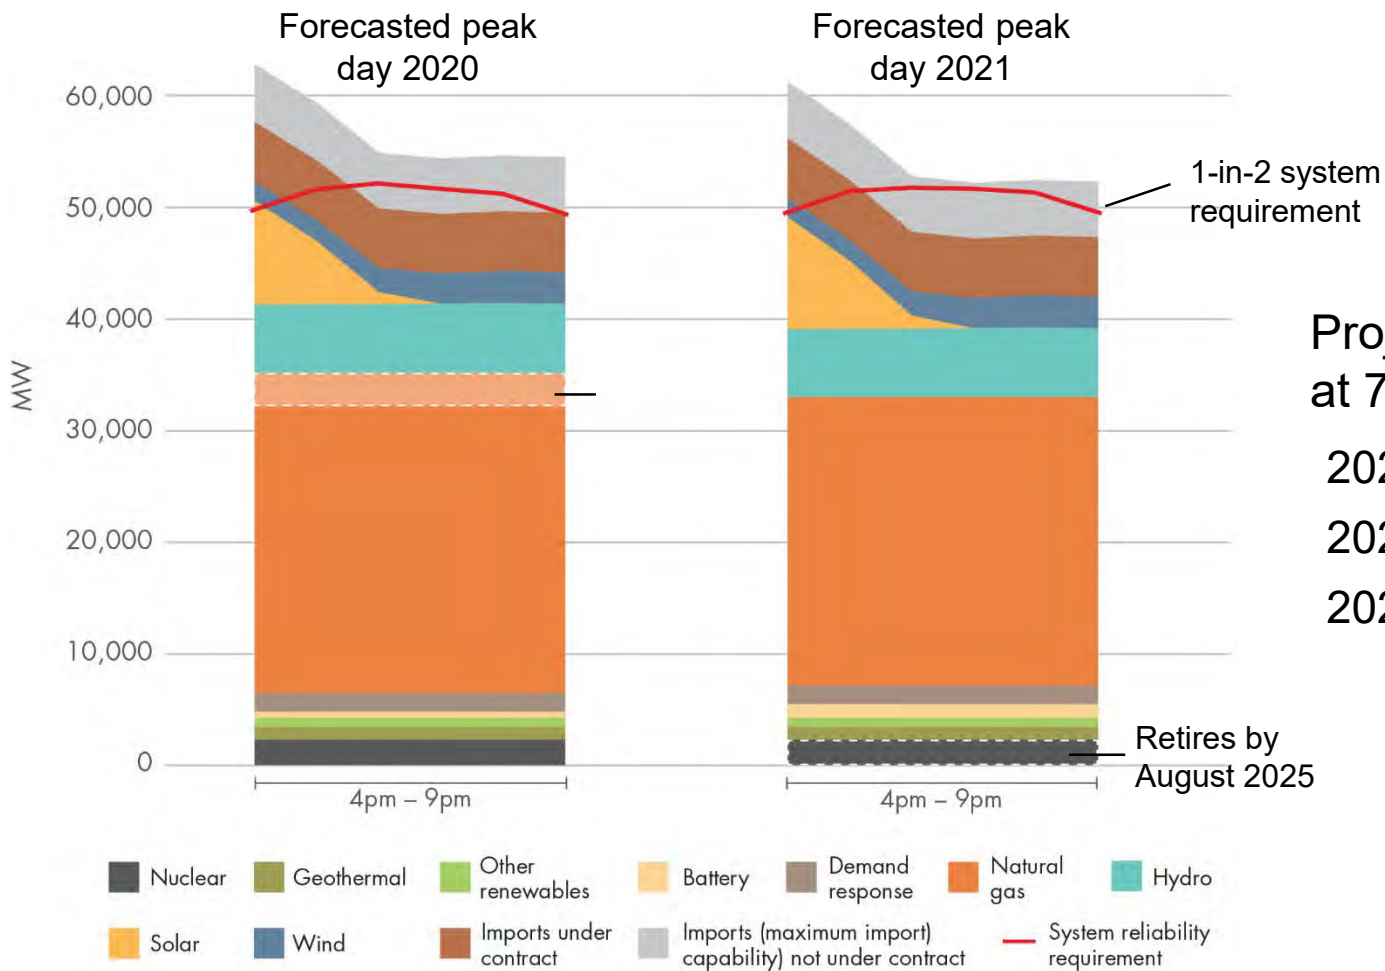 Forecasted peak
day 2020
Forecasted peak
day 2021
60,000
50,000
40,000
30,000
20,000
10,000
0
MW
1-in-2 system
requirement
at 7
Retires by
August 2025
4pm – 9pm
4pm – 9pm
Nuclear
Geothermal
Other
renewables
Battery
Demand
response
Natural
gas
Hydro
Solar
Wind
Imports under
contract
Imports (maximum import)
capability) not under contract
System reliability
requirement